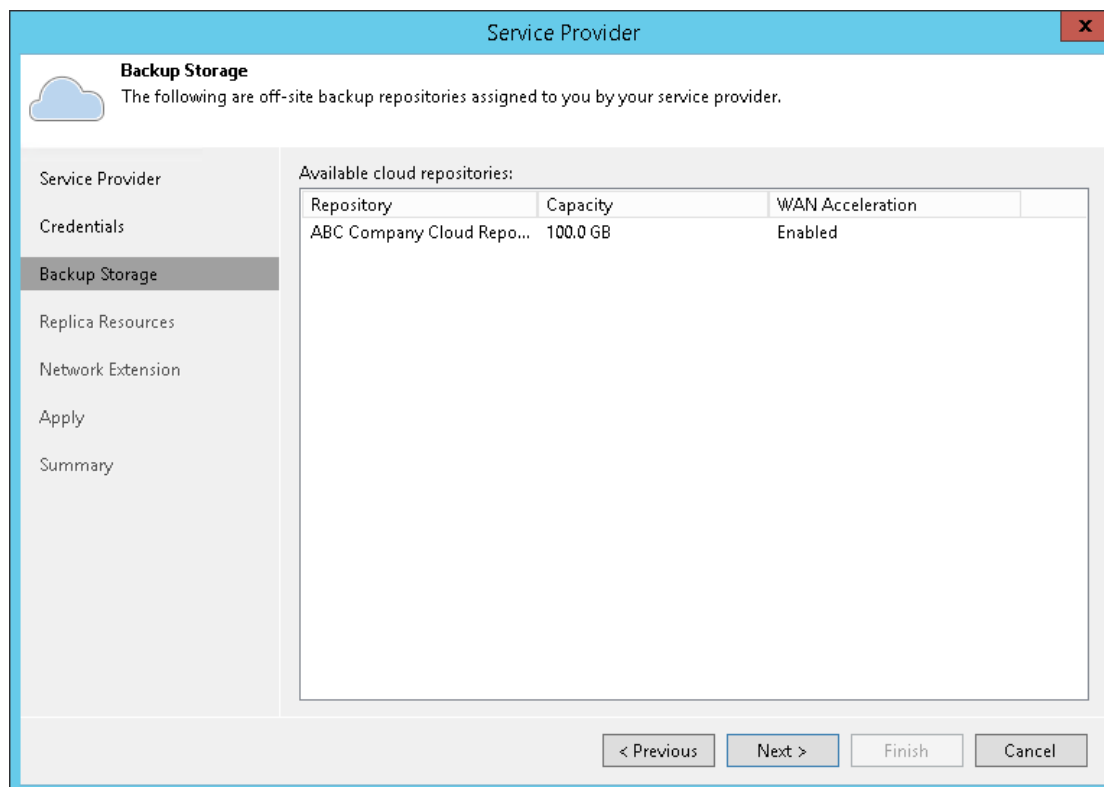 Service Provider
x
Backup Storage
The following are off-site backup repositories assigned to you by your service provider.
Service Provider
Credentials
Backup Storage
Replica Resources
Network Extension
Apply
Summary
Available cloud repositories:
Repository Capacity WAN Acceleration
ABC Company Cloud Repo... 100.0 GB Enabled
< Previous Next > Finish Cancel